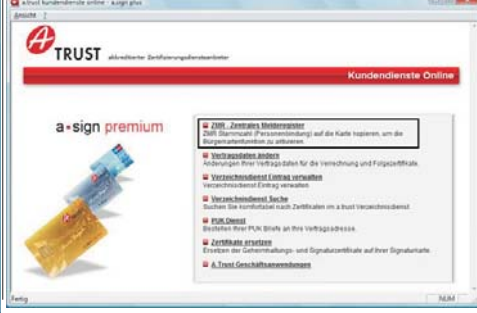 a·trust kundendienste online - a.sign plus
Ansicht ?
A
TRUST akkreditierter Zertifizierungsdiensteanbieter
Kundendienste Online
a•sign premium
ZMR - Zentrales Melderegister
ZMR Stammzahl (Personenbindung) auf die Karte kopieren, um die
Bürgerkartenfunktion zu aktivieren.
Vertragsdaten ändern
Änderungen Ihrer Vertragsdaten für die Verrechnung und Folgezertifikate.
Verzeichnisdienst Eintrag verwalten
Verzeichnisdienst Eintrag verwalten
Verzeichnisdienst Suche
Suchen Sie komfortabel nach Zertifikaten im a.trust Verzeichnisdienst.
PUK Dienst
Bestellen Ihrer PUK Briefe an Ihre Vertragsadresse.
Zertifikate ersetzen
Ersetzen der Geheimhaltungs- und Signaturzertifikate auf Ihrer Signaturkarte.
A.Trust Geschäftsanwendungen
Fertig
NUM